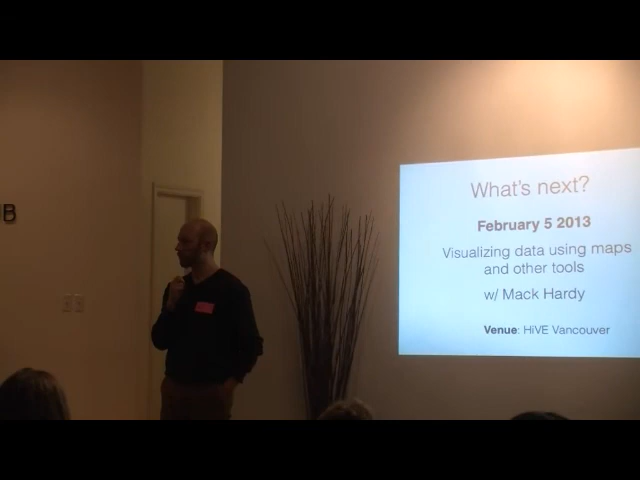 B
What's next?
February 5 2013
Visualizing data using maps
and other tools
w/ Mack Hardy
Venue: HiVE Vancouver